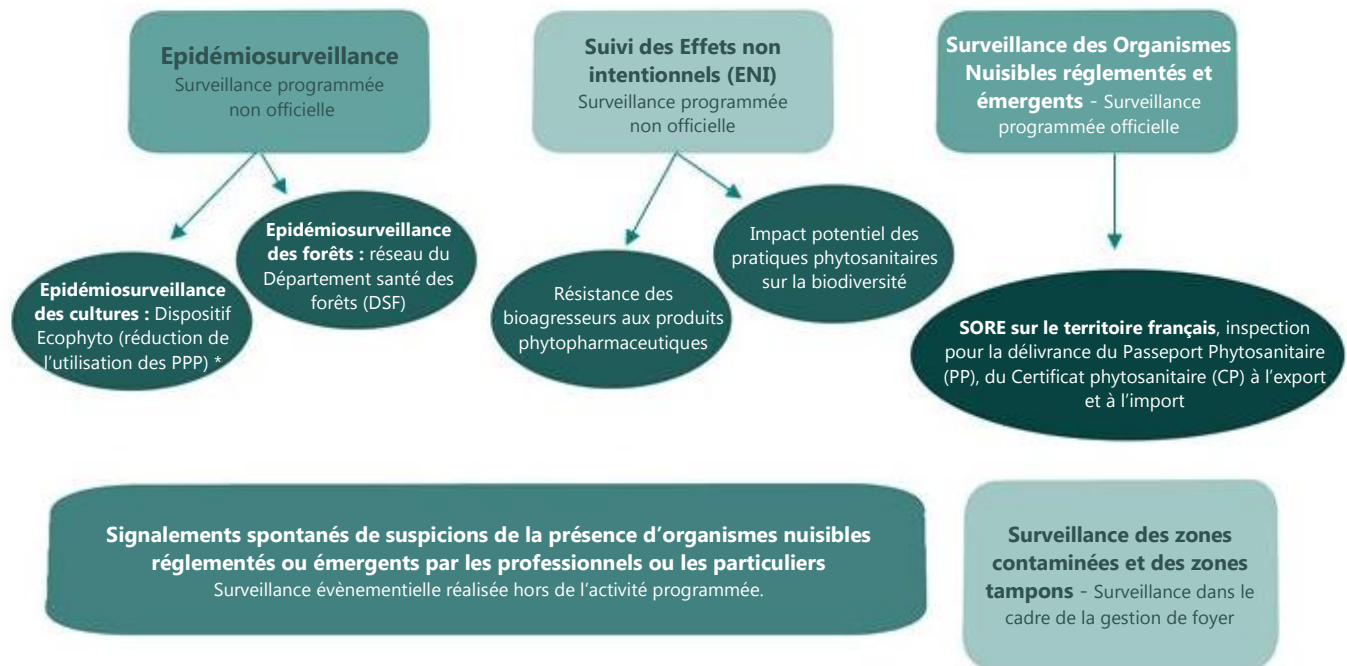 Epidémiosurveillance
Surveillance programmée
non officielle
Suivi des Effets non
intentionnels (ENI)
Surveillance programmée
non officielle
Surveillance des Organismes
Nuisibles réglementés et
émergents - Surveillance
programmée officielle
Epidémiosurveillance
des cultures : Dispositif
Ecophyto (réduction de
l’utilisation des PPP) *
Epidémiosurveillance
des forêts : réseau du
Département santé des
forêts (DSF)
Résistance des
bioagresseurs aux produits
phytopharmaceutiques
Impact potentiel des
pratiques phytosanitaires
sur la biodiversité
SORE sur le territoire français, inspection
pour la délivrance du Passeport Phytosanitaire
(PP), du Certificat phytosanitaire (CP) à l’export
et à l’import
Signalements spontanés de suspicions de la présence d’organismes nuisibles
réglementés ou émergents par les professionnels ou les particuliers
Surveillance évènementielle réalisée hors de l’activité programmée.
Surveillance des zones
contaminées et des zones
tampons - Surveillance dans le
cadre de la gestion de foyer